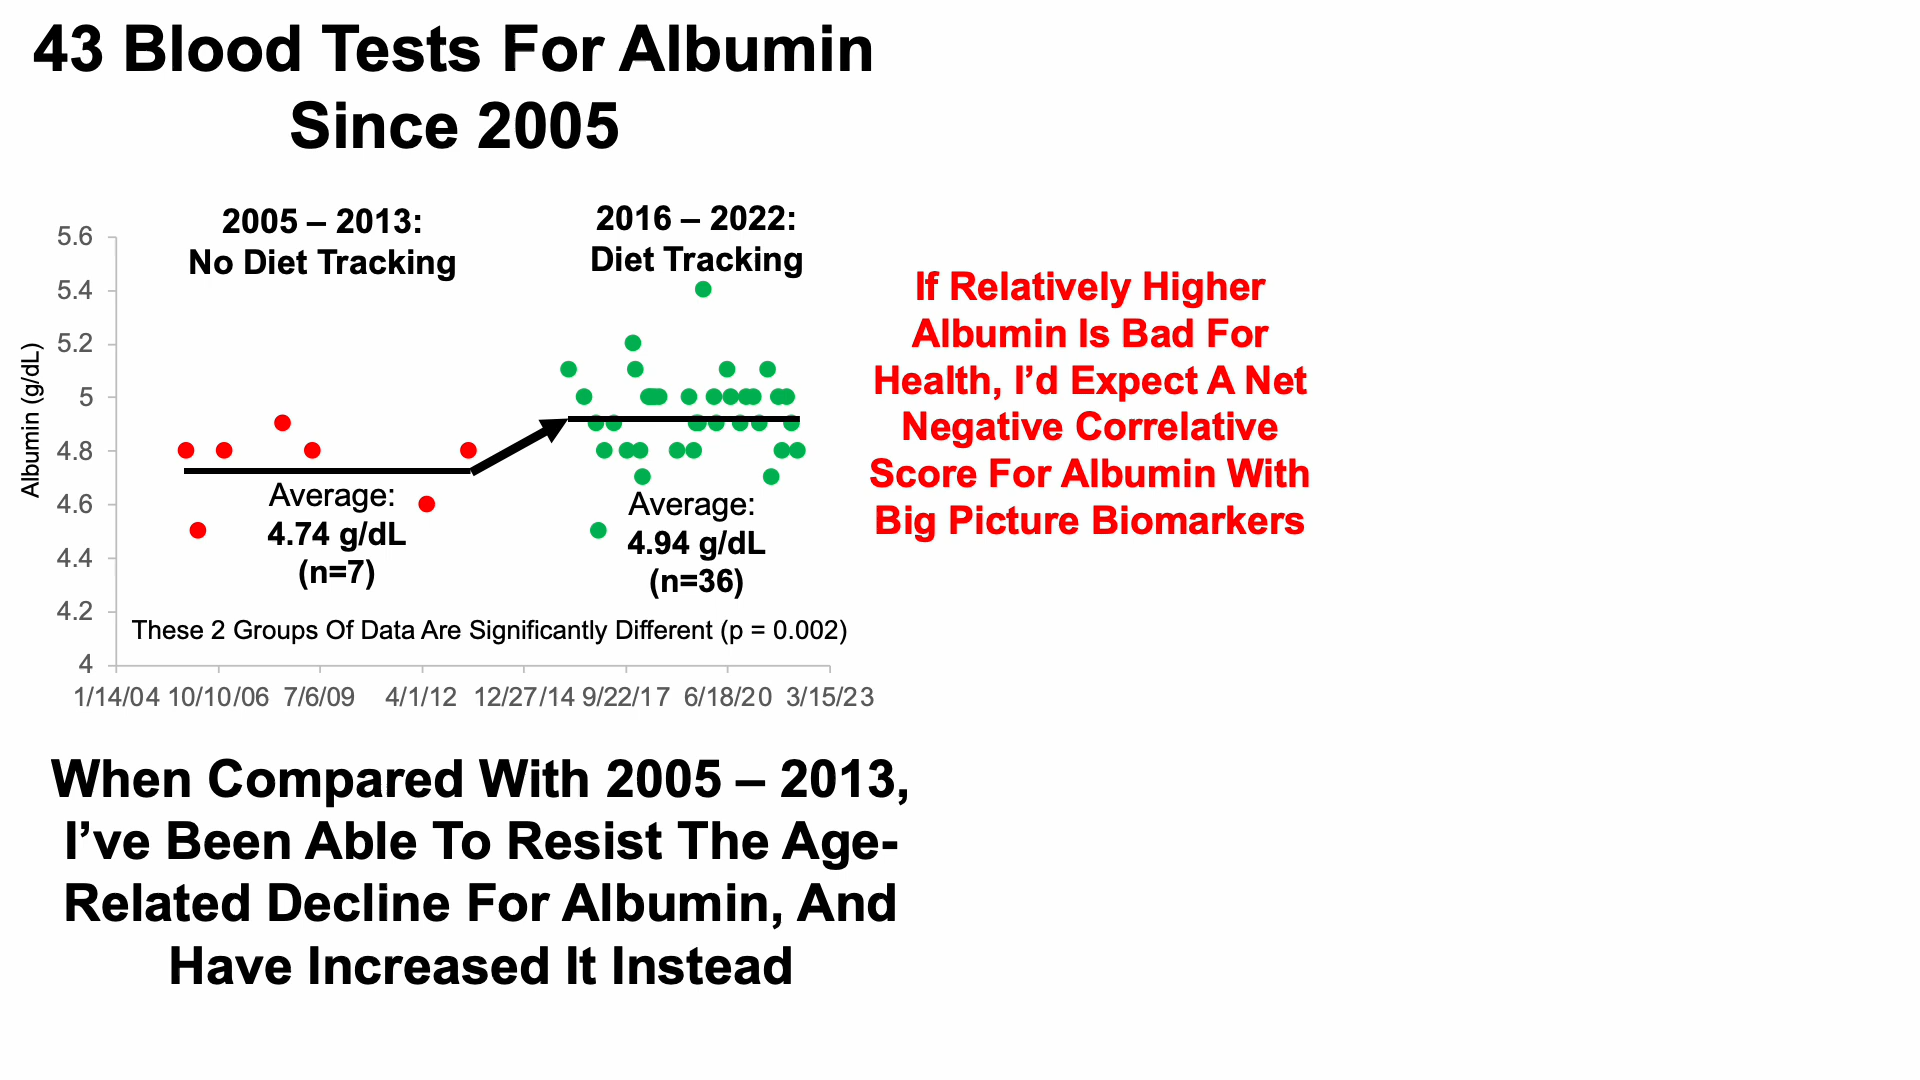 43 Blood Tests For Albumin
Since 2005
2005 – 2013:
No Diet Tracking
2016 – 2022:
Diet Tracking
Albumin (g/dL)
5.6
5.4
5.2
5
4.8
4.6
4.4
4.2
4
Average:
4.74 g/dL
(n=7)
Average:
4.94 g/dL
(n=36)
These 2 Groups Of Data Are Significantly Different (p = 0.002)
1/14/04 10/10/06 7/6/09 4/1/12 12/27/14 9/22/17 6/18/20 3/15/23
If Relatively Higher
Albumin Is Bad For
Health, I’d Expect A Net
Negative Correlative
Score For Albumin With
Big Picture Biomarkers
When Compared With 2005 – 2013,
I’ve Been Able To Resist The Age-
Related Decline For Albumin, And
Have Increased It Instead